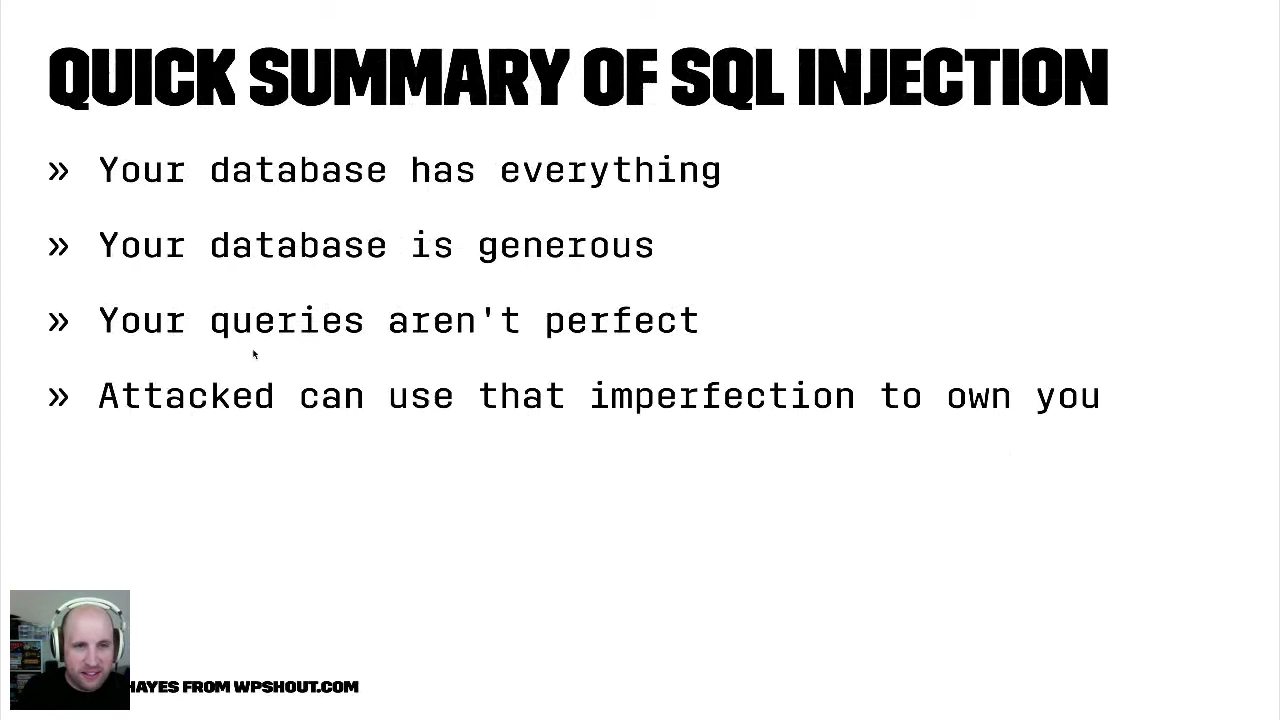 QUICK SUMMARY OF SQL INJECTION
» Your database has everything
» Your database is generous
» Your queries aren't perfect
» Attacked can use that imperfection to own you
HAYES FROM WPSHOUT.COM